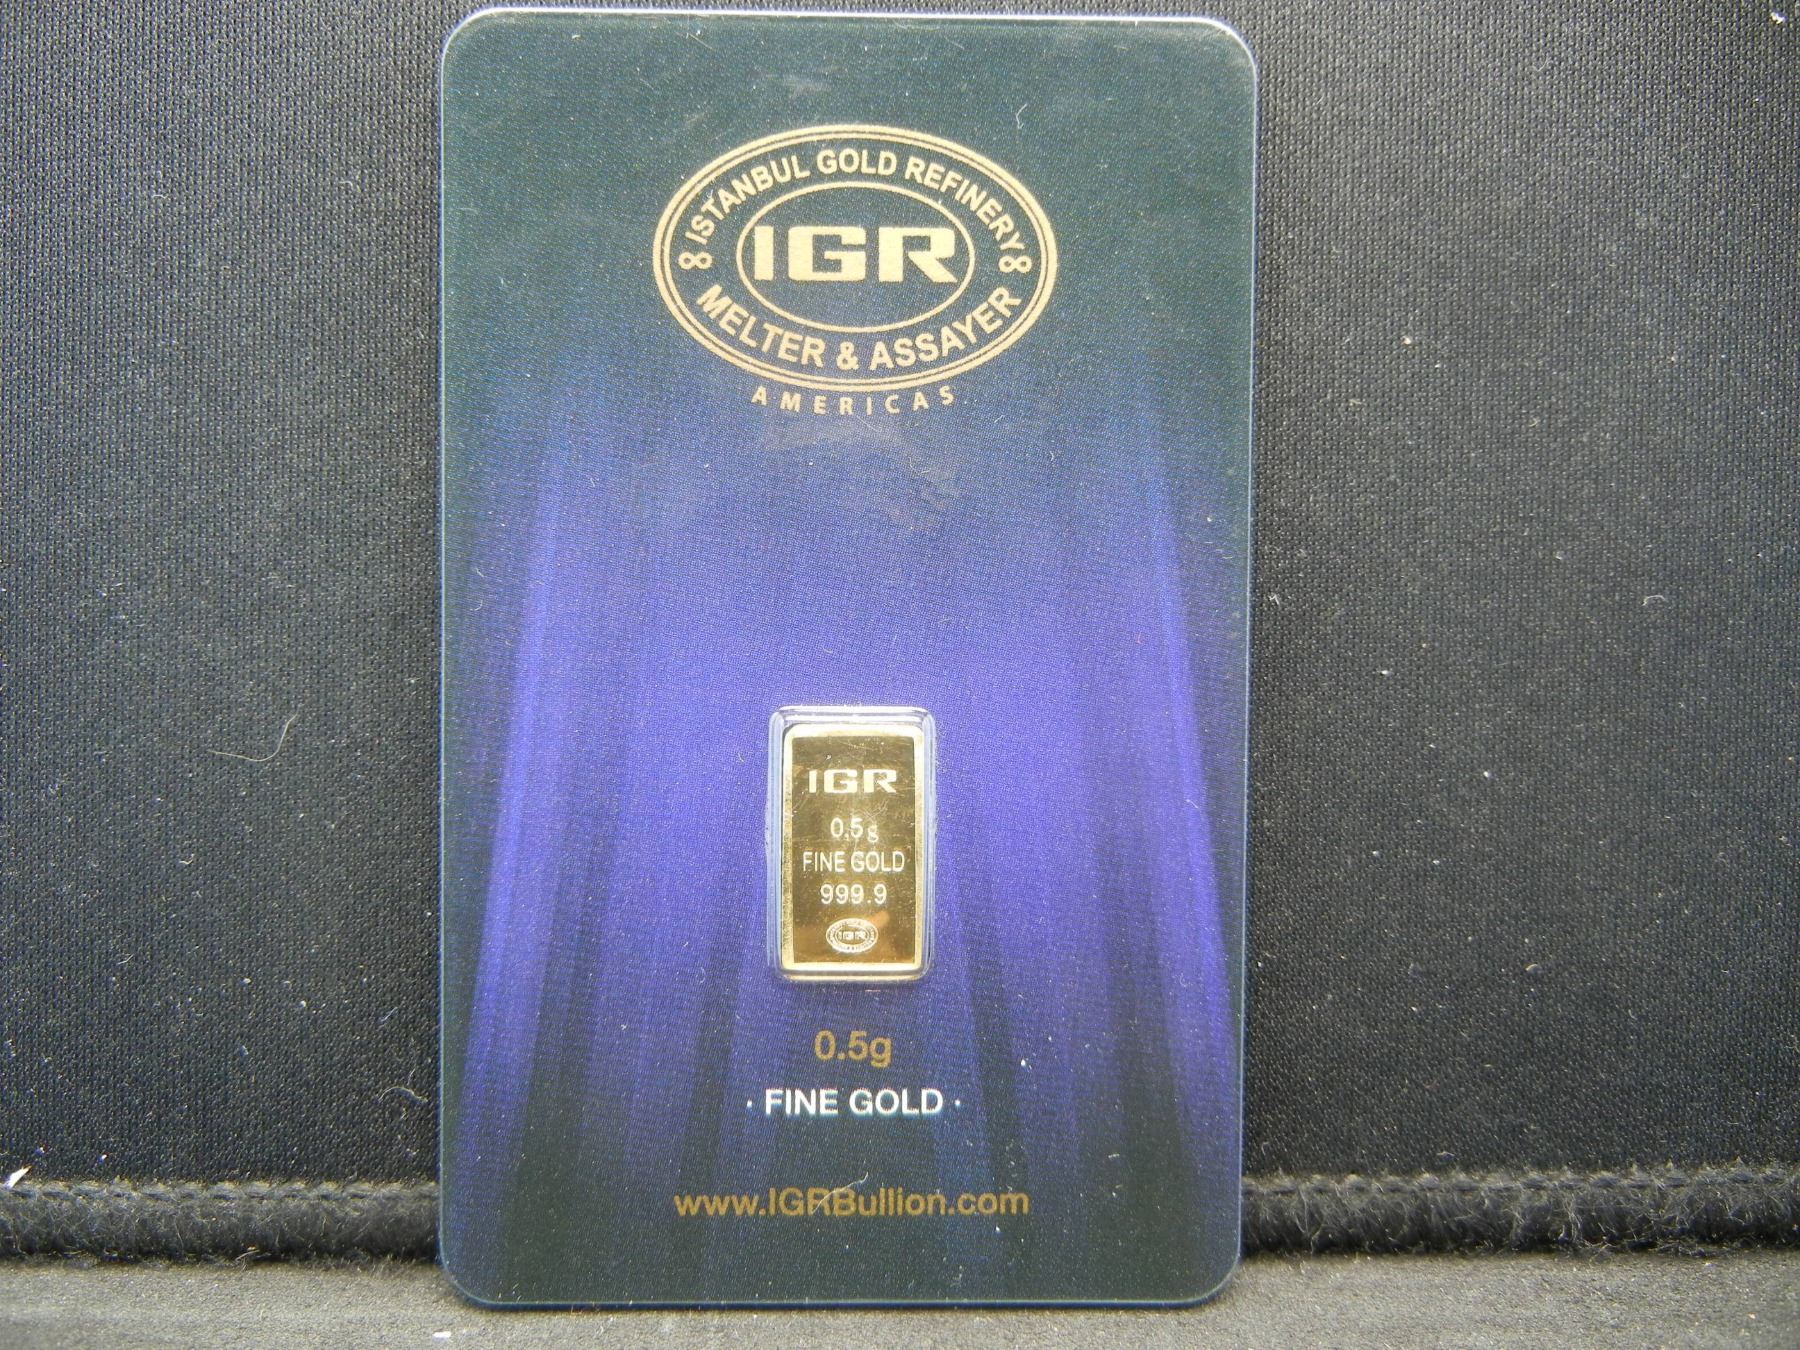 8 ISTANBUL GOLD REFINERY 8
IGR
MELTER & ASSAYER
AMERICAS
IGR
0.5g
FINE GOLD
999.9
IGR
0.5g
· FINE GOLD ·
www.IGRBullion.com